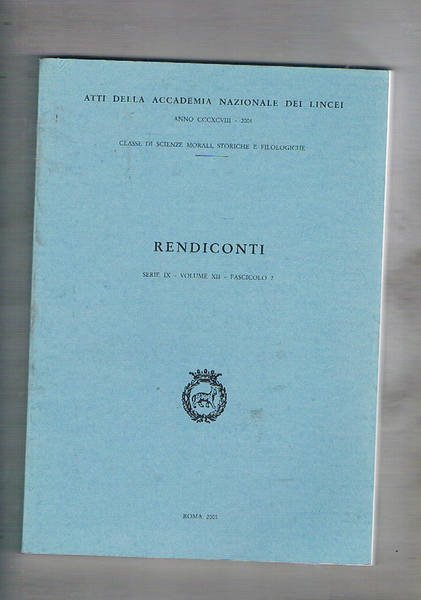 ATTI DELLA ACCADEMIA NAZIONALE DEI LINCEI
ANNO CCCXCVIII - 2001
CLASSE DI SCIENZE MORALI, STORICHE E FILOLOGICHE
RENDICONTI
SERIE IX - VOLUME XII - FASCICOLO 2
ROMA 2001